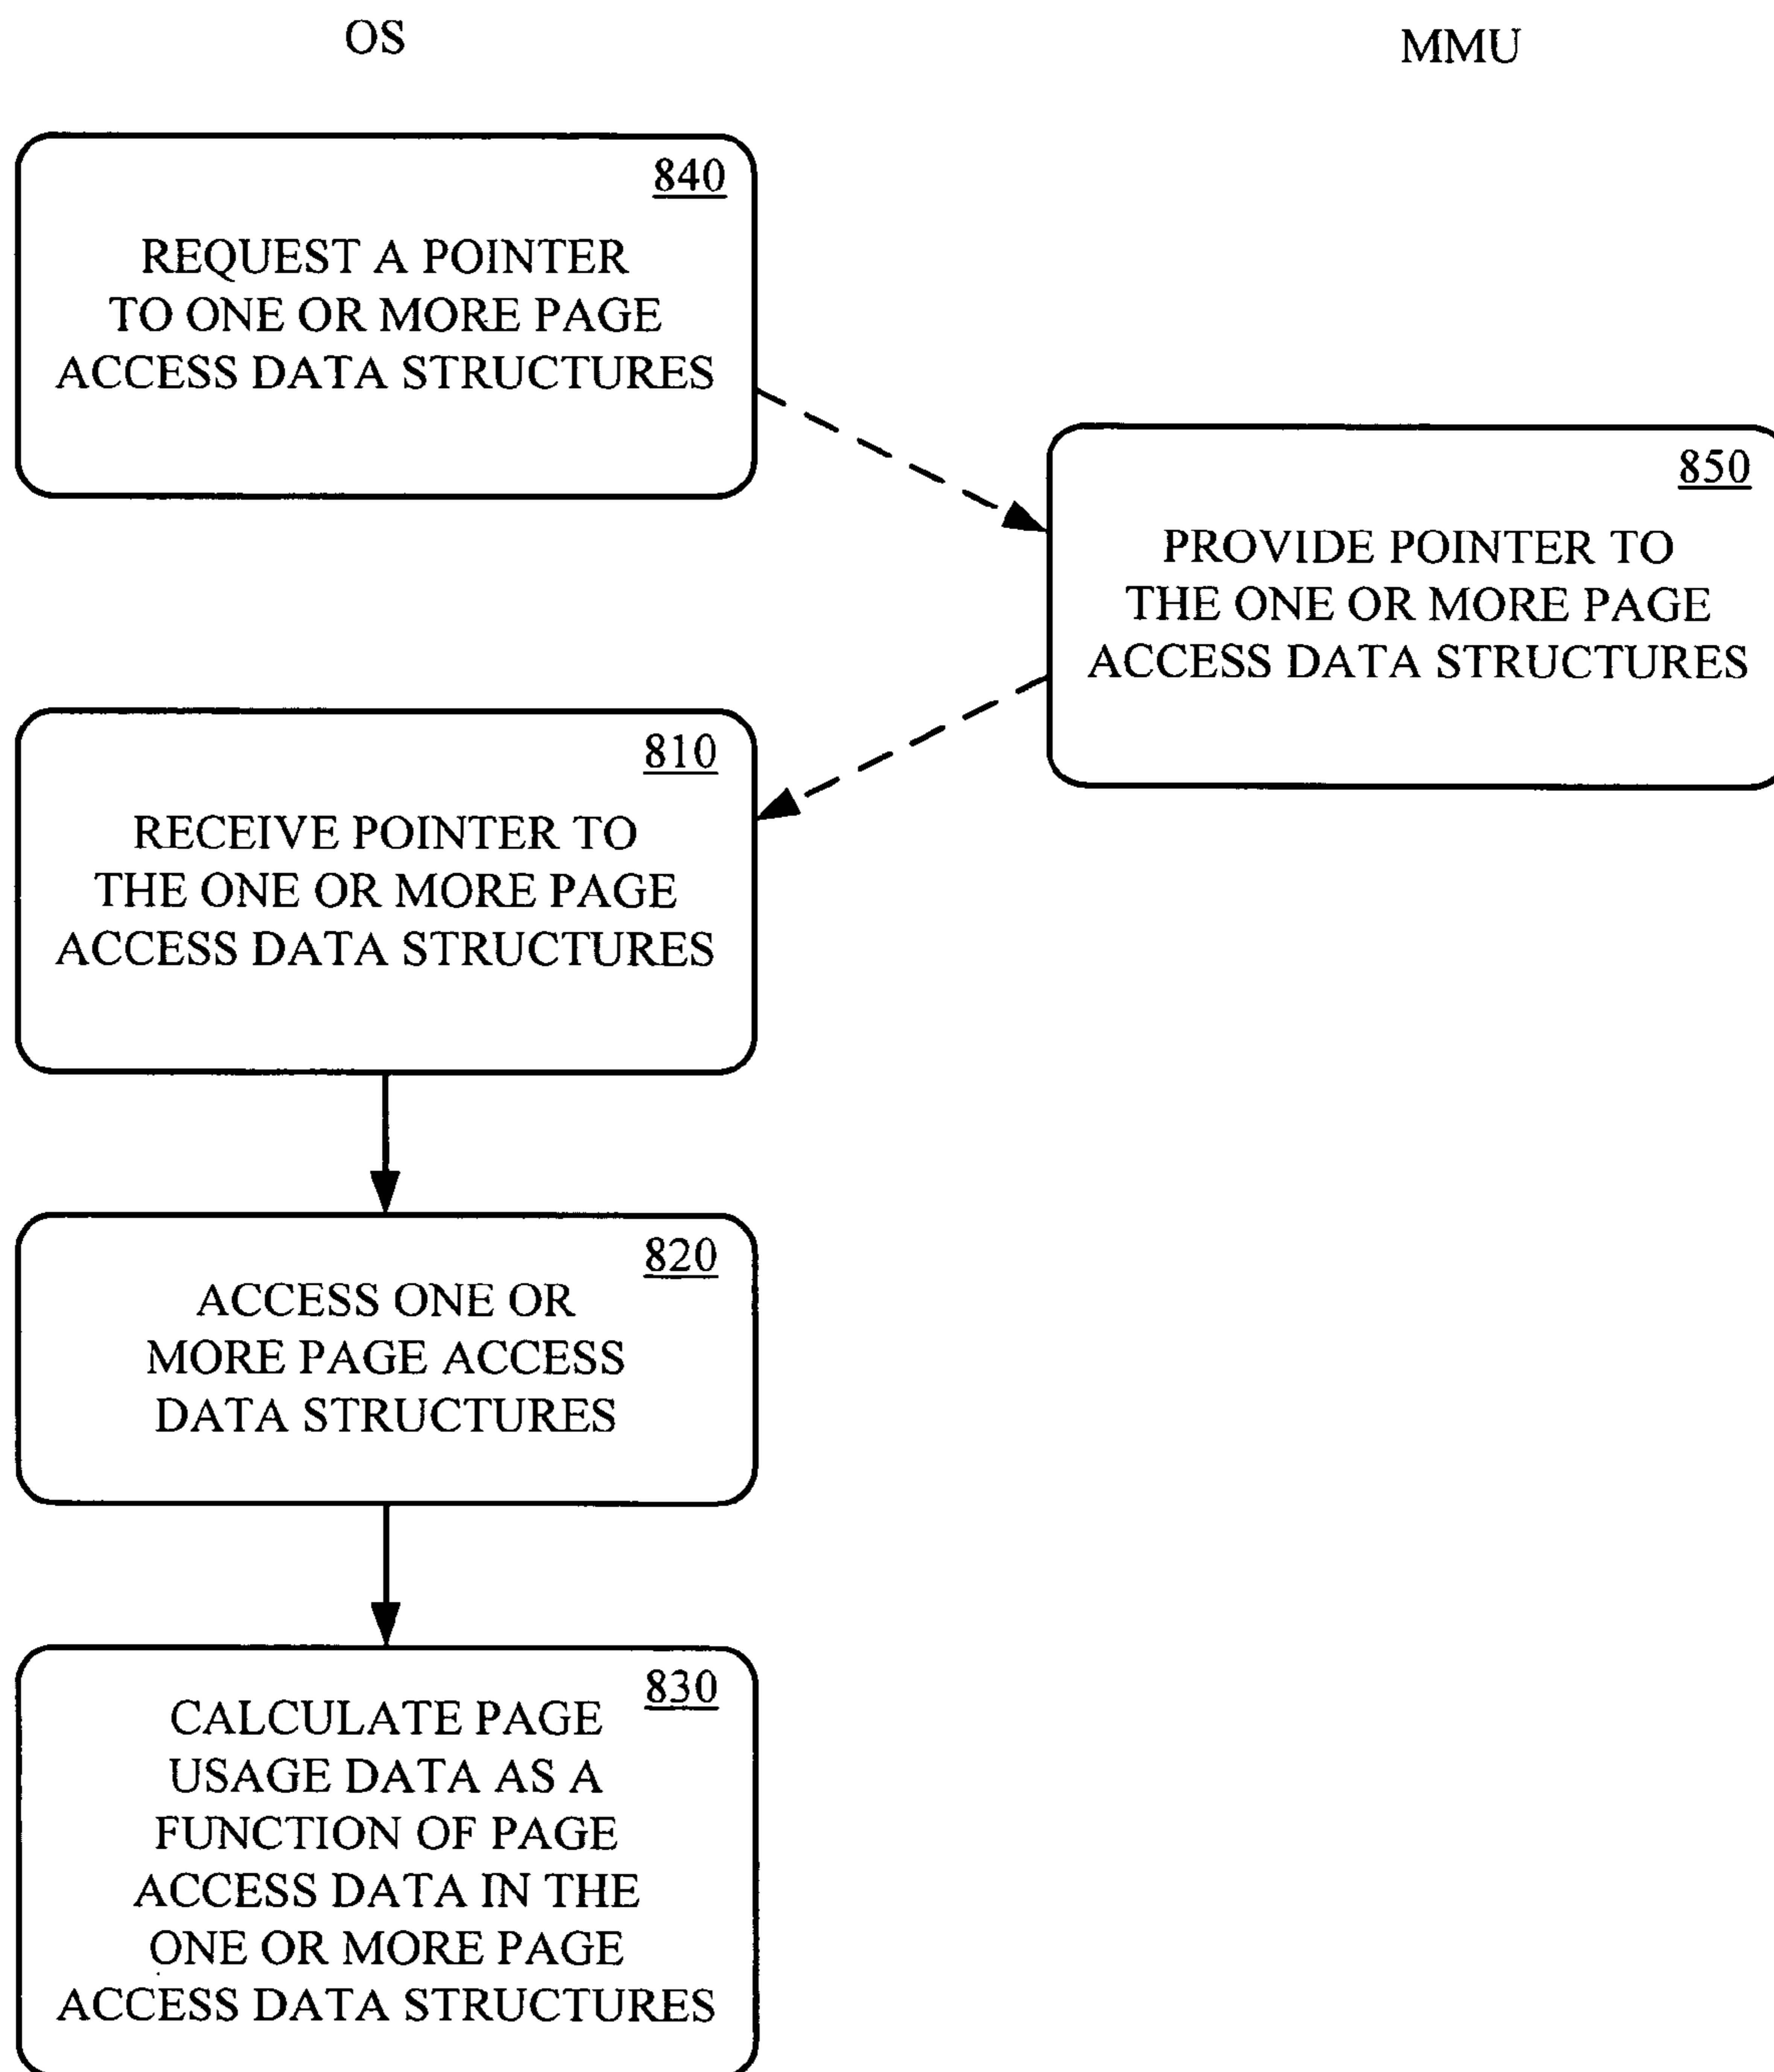 OS
MMU
840
REQUEST A POINTER
TO ONE OR MORE PAGE
ACCESS DATA STRUCTURES
850
PROVIDE POINTER TO
THE ONE OR MORE PAGE
ACCESS DATA STRUCTURES
810
RECEIVE POINTER TO
THE ONE OR MORE PAGE
ACCESS DATA STRUCTURES
820
ACCESS ONE OR
MORE PAGE ACCESS
DATA STRUCTURES
830
CALCULATE PAGE
USAGE DATA AS A
FUNCTION OF PAGE
ACCESS DATA IN THE
ONE OR MORE PAGE
ACCESS DATA STRUCTURES